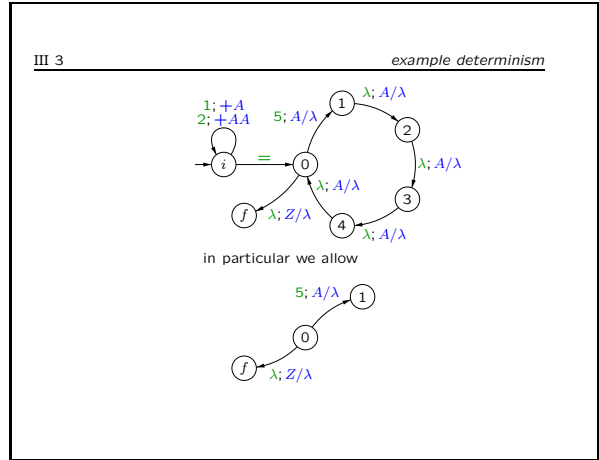 III 3 example determinism
1; +A
2; +AA
λ; A/λ
1
5; A/λ
2
=
i
0
λ; A/λ
λ; A/λ
3
f
λ; Z/λ
4
λ; A/λ
in particular we allow
5; A/λ
1
0
f
λ; Z/λ